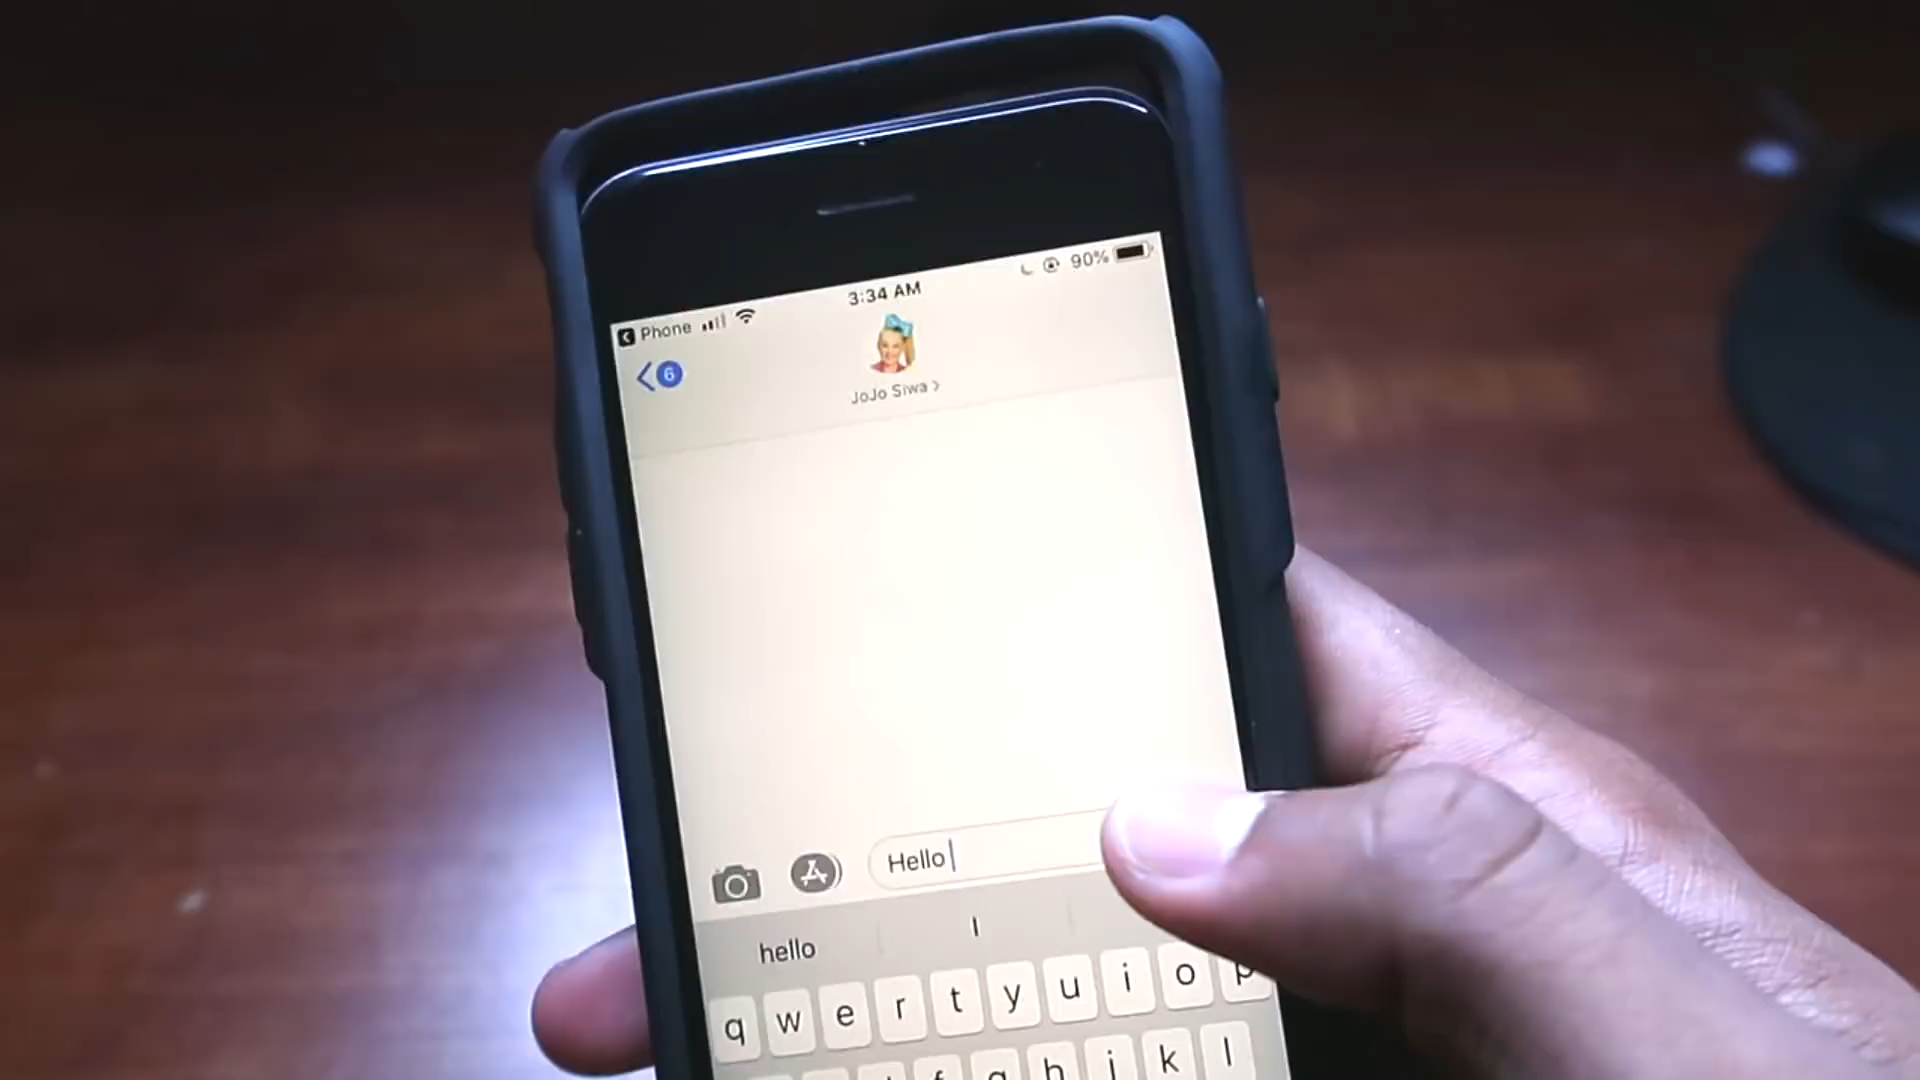 3:34 AM
90%
Phone
6
JoJo Siwa >
Hello
hello
I
q w e r t y u i o p
f g h j k l